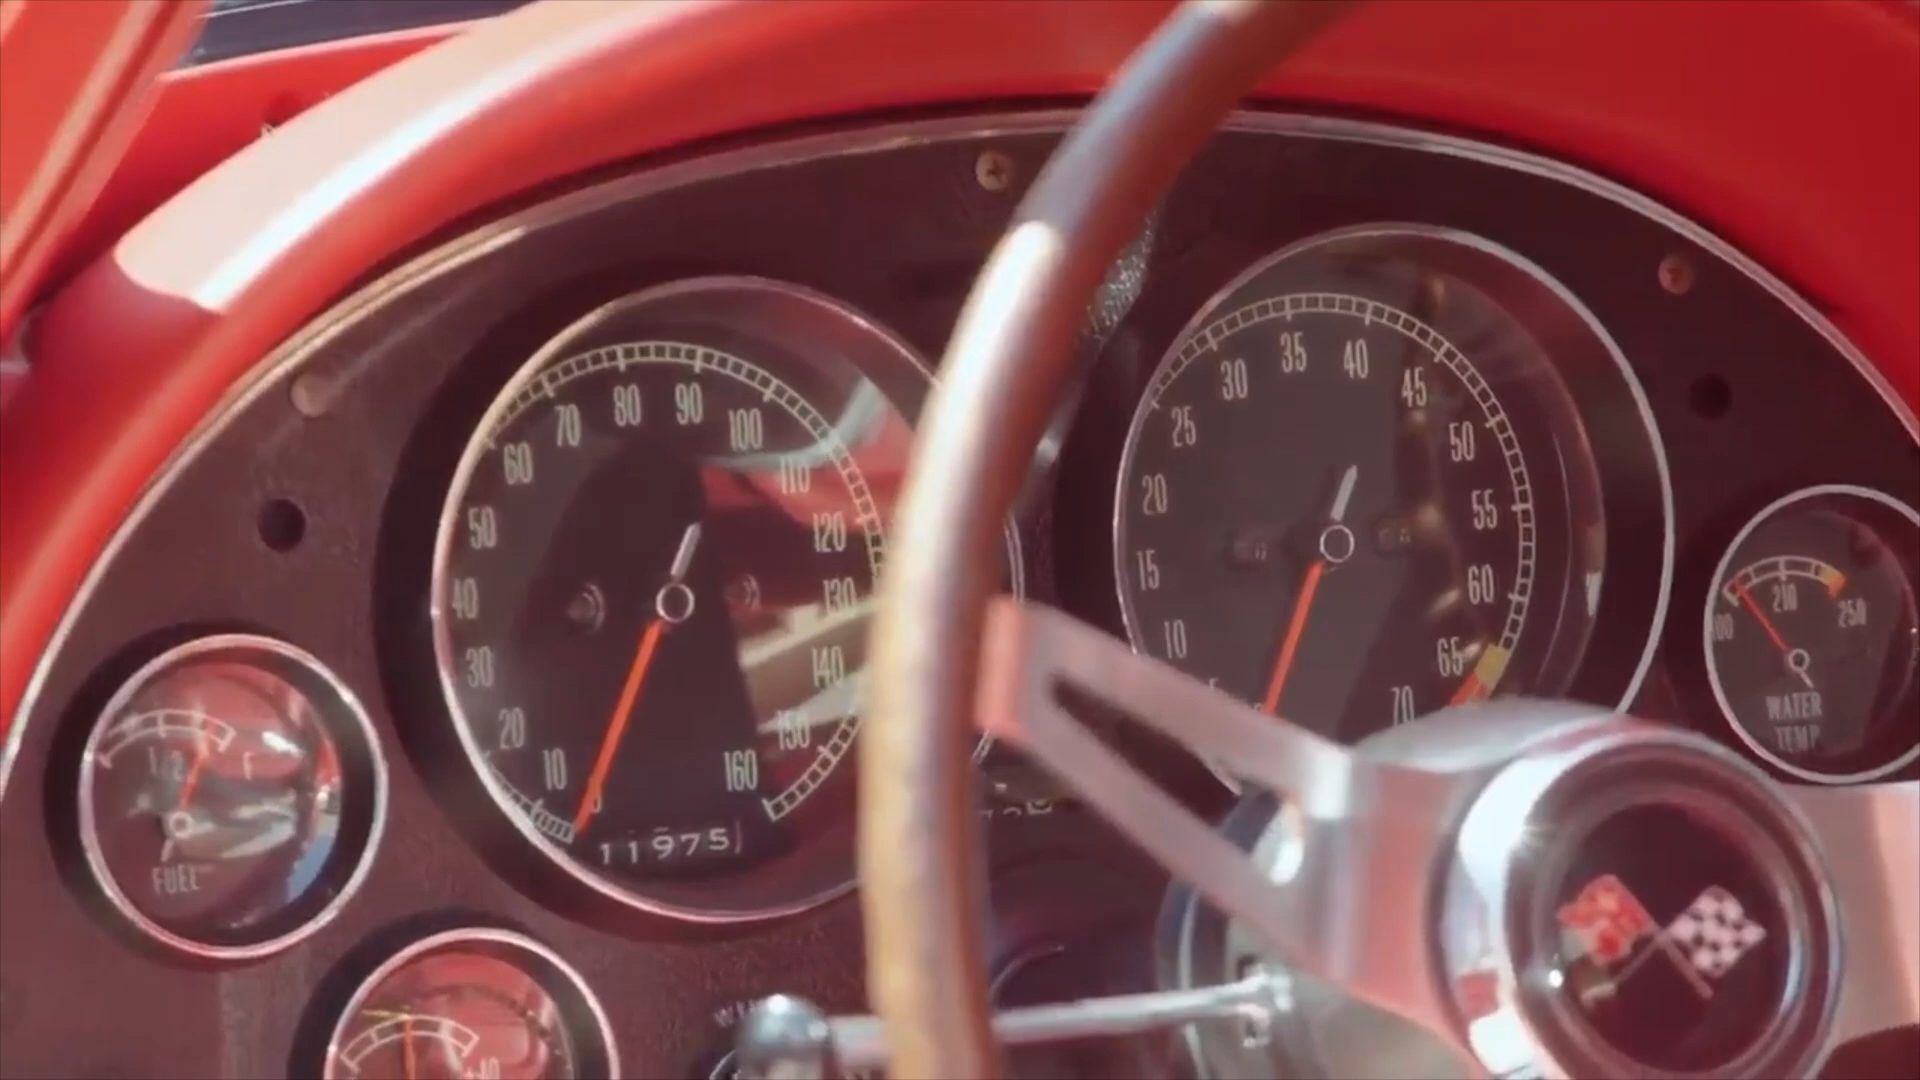 10 20 30 40 50 60 70 80 90 100 110 120 130 140 150 160
11975
10 15 20 25 30 35 40 45 50 55 60 65 70
1/2 F
FUEL
210 250
WATER
TEMP